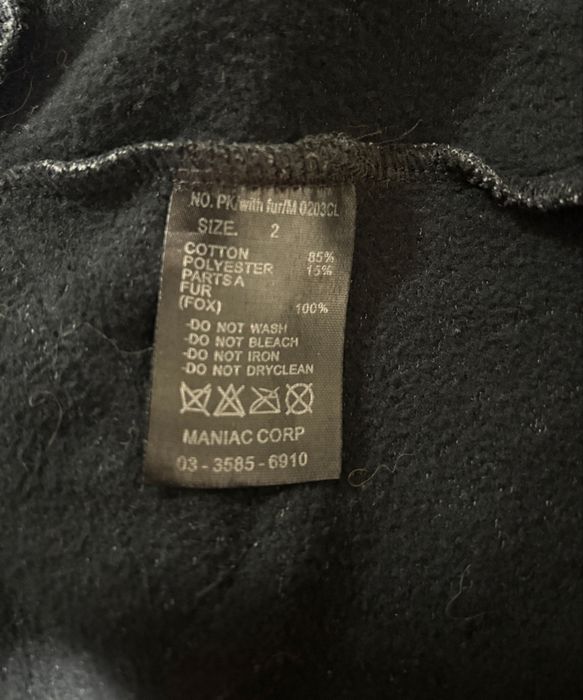 NO. PK/with fur/M 0203CL
SIZE. 2
COTTON 85%
POLYESTER 15%
PARTS A
FUR
(FOX) 100%
-DO NOT WASH
-DO NOT BLEACH
-DO NOT IRON
-DO NOT DRYCLEAN
MANIAC CORP
03-3585-6910